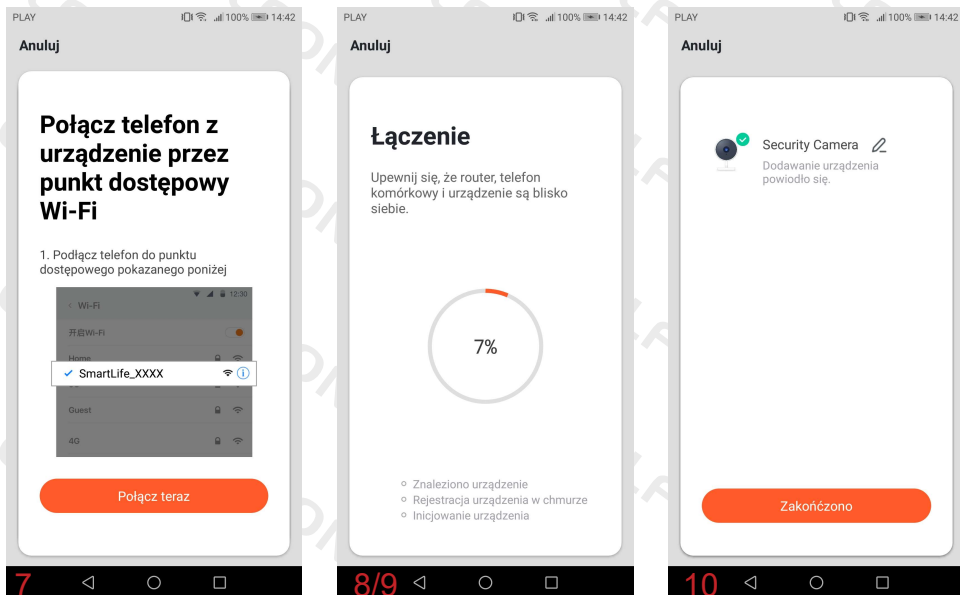 PLAY 100% 14:42
Anuluj
Połącz telefon z
urządzenie przez
punkt dostępowy
Wi-Fi
1. Podłącz telefon do punktu
dostępowego pokazanego poniżej
12:30
Wi-Fi
开启Wi-Fi
Home
SmartLife_XXXX
Guest
4G
Połącz teraz
7
PLAY 100% 14:42
Anuluj
Łączenie
Upewnij się, że router, telefon
komórkowy i urządzenie są blisko
siebie.
7%
Znaleziono urządzenie
Rejestracja urządzenia w chmurze
Inicjowanie urządzenia
8/9
PLAY 100% 14:42
Anuluj
Security Camera
Dodawanie urządzenia
powiodło się.
Zakońćzono
10